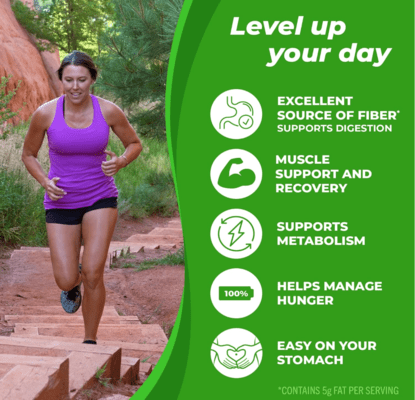 Level up
your day
EXCELLENT
SOURCE OF FIBER*
SUPPORTS DIGESTION
MUSCLE
SUPPORT AND
RECOVERY
SUPPORTS
METABOLISM
100%
HELPS MANAGE
HUNGER
EASY ON YOUR
STOMACH
*CONTAINS 5g FAT PER SERVING